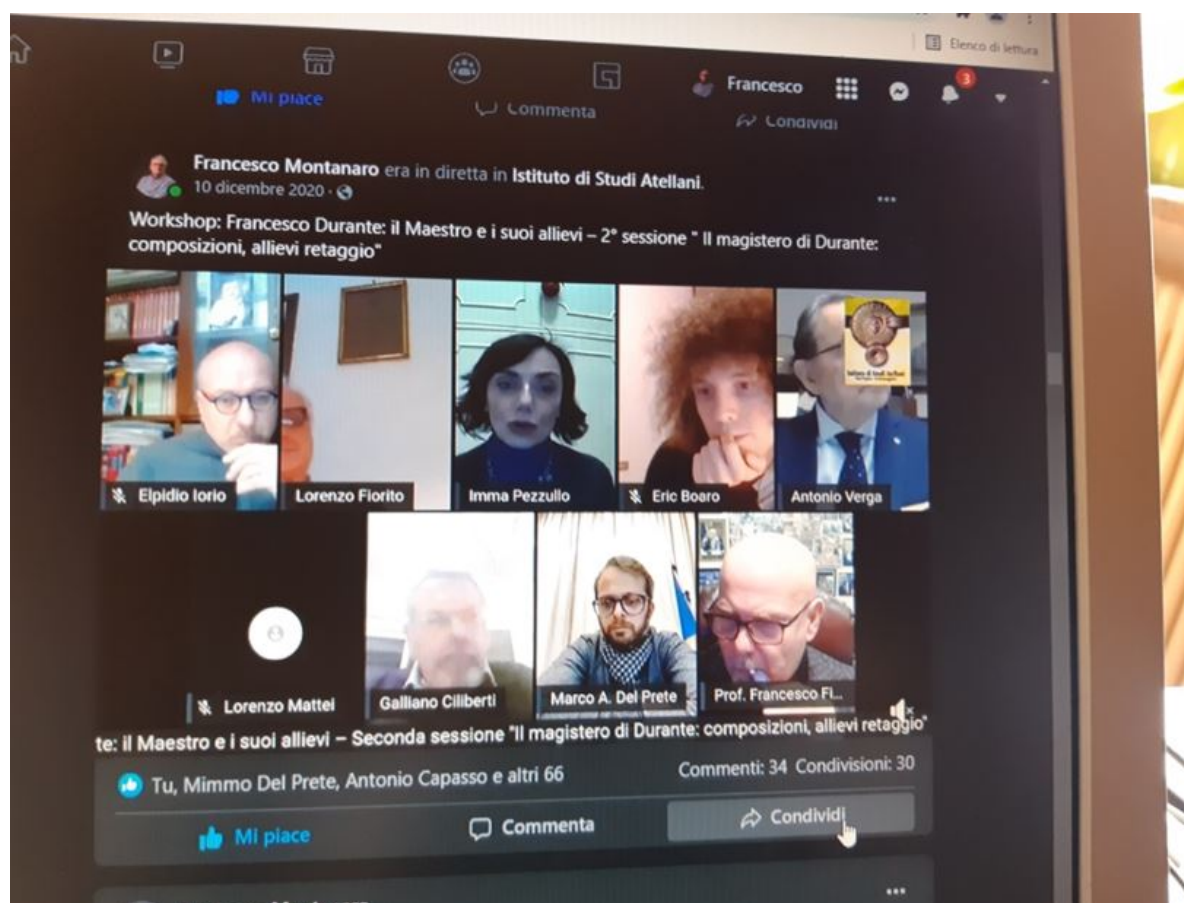 Elenco di lettura
Francesco
3
Mi piace
Commenta
Condividi
Francesco Montanaro era in diretta in Istituto di Studi Atellani.
10 dicembre 2020 ·
Workshop: Francesco Durante: il Maestro e i suoi allievi – 2° sessione " Il magistero di Durante:
composizioni, allievi retaggio"
Elpidio Iorio
Lorenzo Fiorito
Imma Pezzullo
Eric Boaro
Antonio Verga
Lorenzo Mattei
Galliano Ciliberti
Marco A. Del Prete
Prof. Francesco Fi...
te: il Maestro e i suoi allievi – Seconda sessione "Il magistero di Durante: composizioni, allievi retaggio"
Tu, Mimmo Del Prete, Antonio Capasso e altri 66
Commenti: 34 Condivisioni: 30
Mi piace
Commenta
Condividi